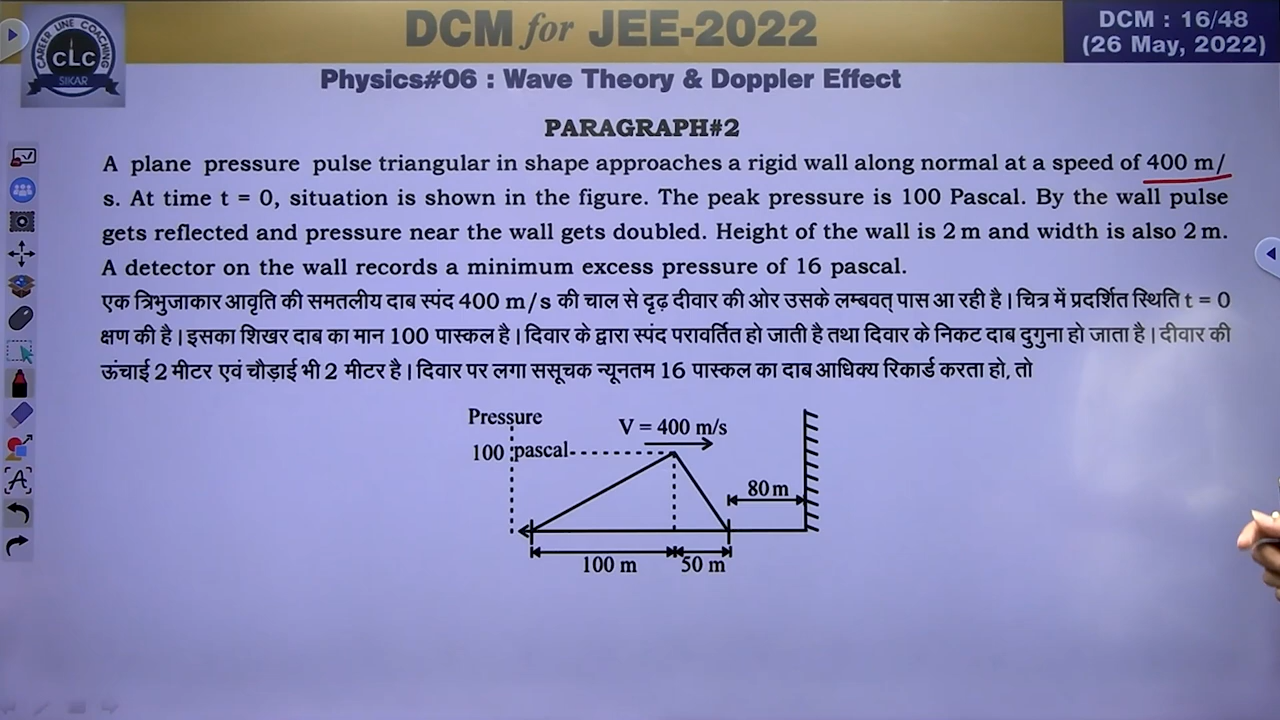 DCM for JEE-2022
DCM : 16/48
(26 May, 2022)
CAREER LINE COACHING
CLC
SIKAR
Physics#06 : Wave Theory & Doppler Effect
PARAGRAPH#2
A plane pressure pulse triangular in shape approaches a rigid wall along normal at a speed of 400 m/
s. At time t = 0, situation is shown in the figure. The peak pressure is 100 Pascal. By the wall pulse
gets reflected and pressure near the wall gets doubled. Height of the wall is 2 m and width is also 2 m.
A detector on the wall records a minimum excess pressure of 16 pascal.
एक त्रिभुजाकार आवृति की समतलीय दाब स्पंद 400 m/s की चाल से दृढ़ दीवार की ओर उसके लम्बवत् पास आ रही है। चित्र में प्रदर्शित स्थिति t = 0
क्षण की है। इसका शिखर दाब का मान 100 पास्कल है। दिवार के द्वारा स्पंद परावर्तित हो जाती है तथा दिवार के निकट दाब दुगुना हो जाता है। दीवार की
ऊंचाई 2 मीटर एवं चौड़ाई भी 2 मीटर है। दिवार पर लगा ससूचक न्यूनतम 16 पास्कल का दाब आधिक्य रिकार्ड करता हो, तो
Pressure
V = 400 m/s
100 pascal
80 m
100 m
50 m
A